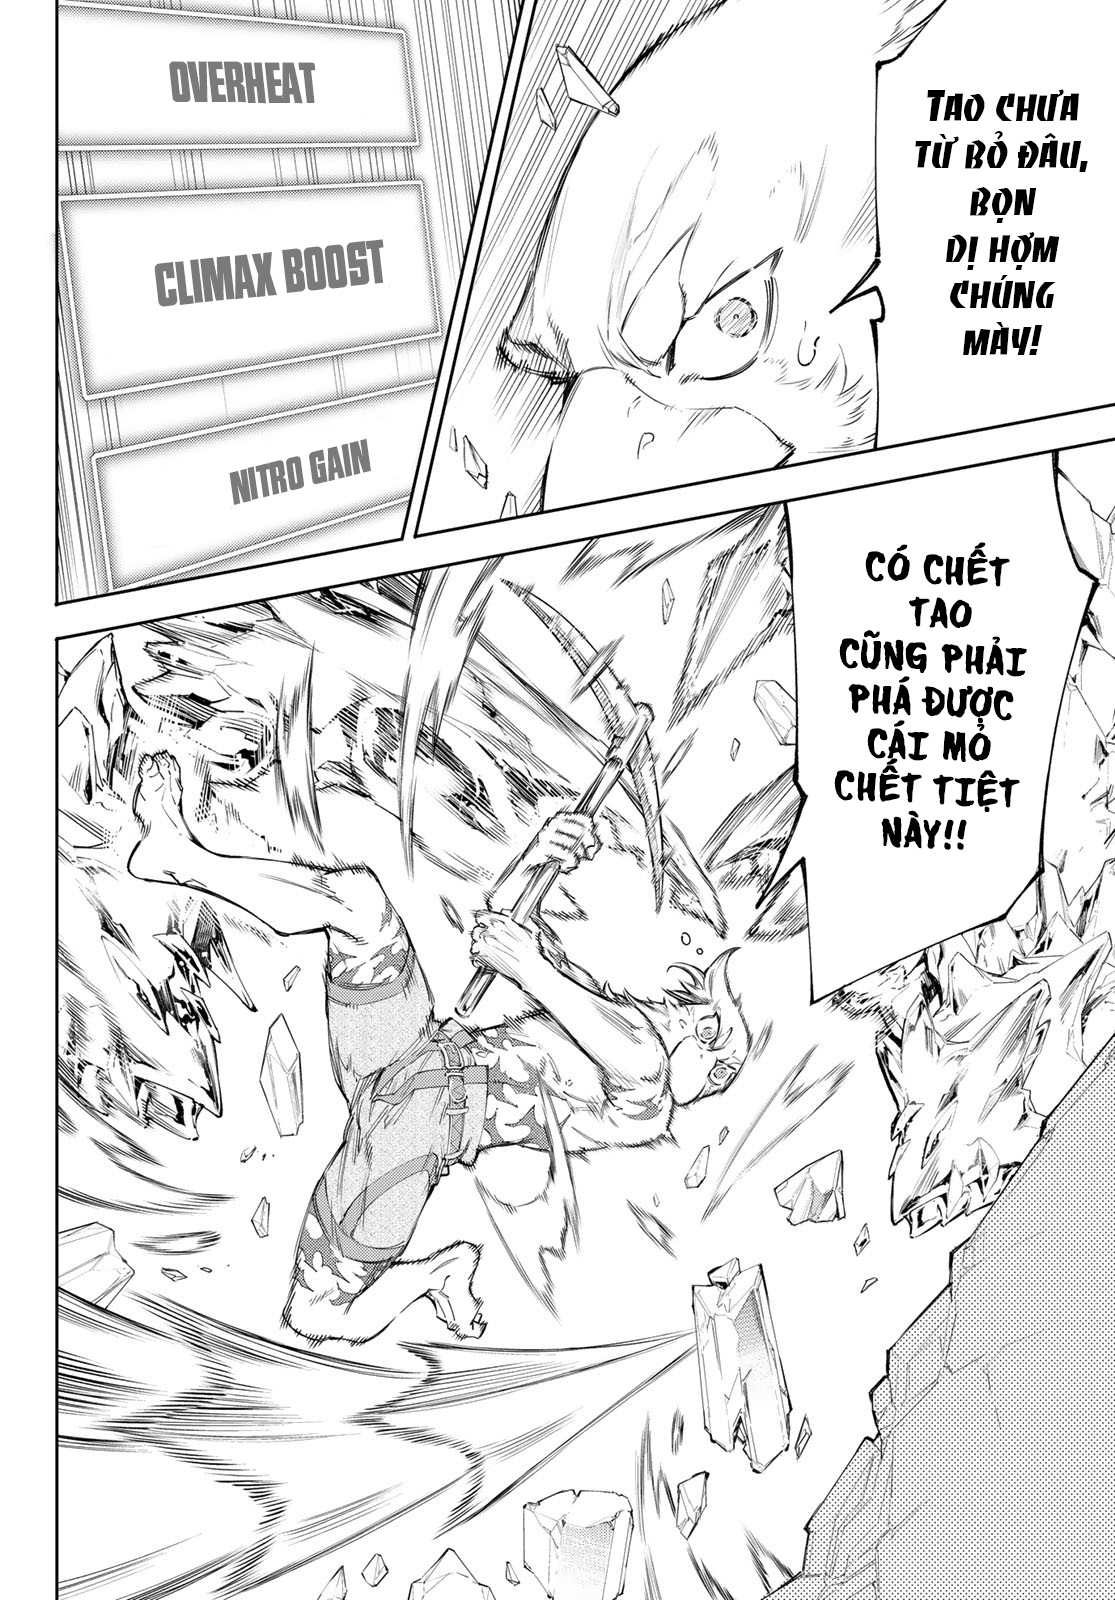 TAO CHƯA
TỪ BỎ ĐÂU,
BỌN
DỊ HỢM
CHÚNG
MÀY!
OVERHEAT
CLIMAX BOOST
NITRO GAIN
CÓ CHẾT
TAO
CŨNG PHẢI
PHÁ ĐƯỢC
CÁI MỎ
CHẾT TIỆT
NÀY!!